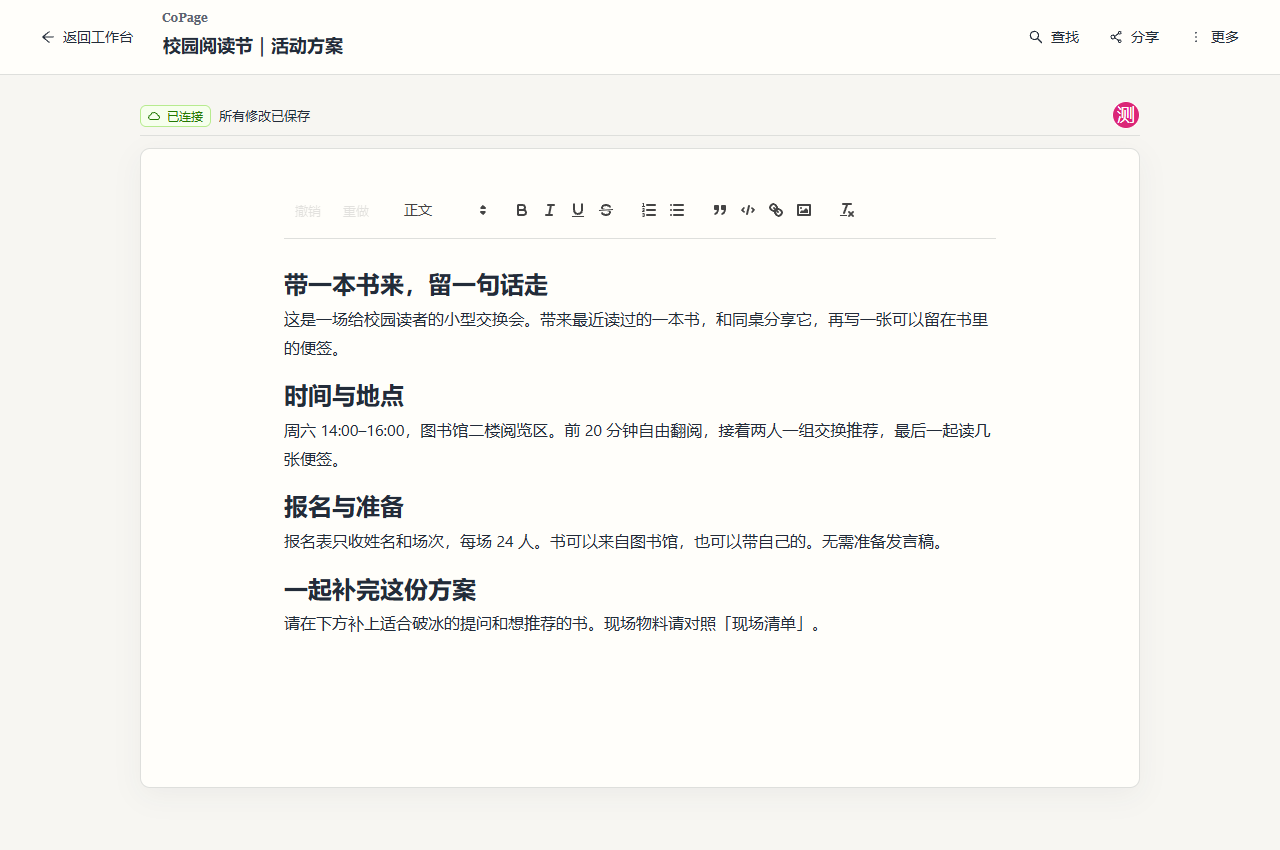 返回工作台
CoPage
校园阅读节｜活动方案
查找
分享
更多
已连接
所有修改已保存
测
撤销
重做
正文
带一本书来，留一句话走
这是一场给校园读者的小型交换会。带来最近读过的一本书，和同桌分享它，再写一张可以留在书里
的便签。
时间与地点
周六 14:00–16:00，图书馆二楼阅览区。前 20 分钟自由翻阅，接着两人一组交换推荐，最后一起读几
张便签。
报名与准备
报名表只收姓名和场次，每场 24 人。书可以来自图书馆，也可以带自己的。无需准备发言稿。
一起补完这份方案
请在下方补上适合破冰的提问和想推荐的书。现场物料请对照「现场清单」。